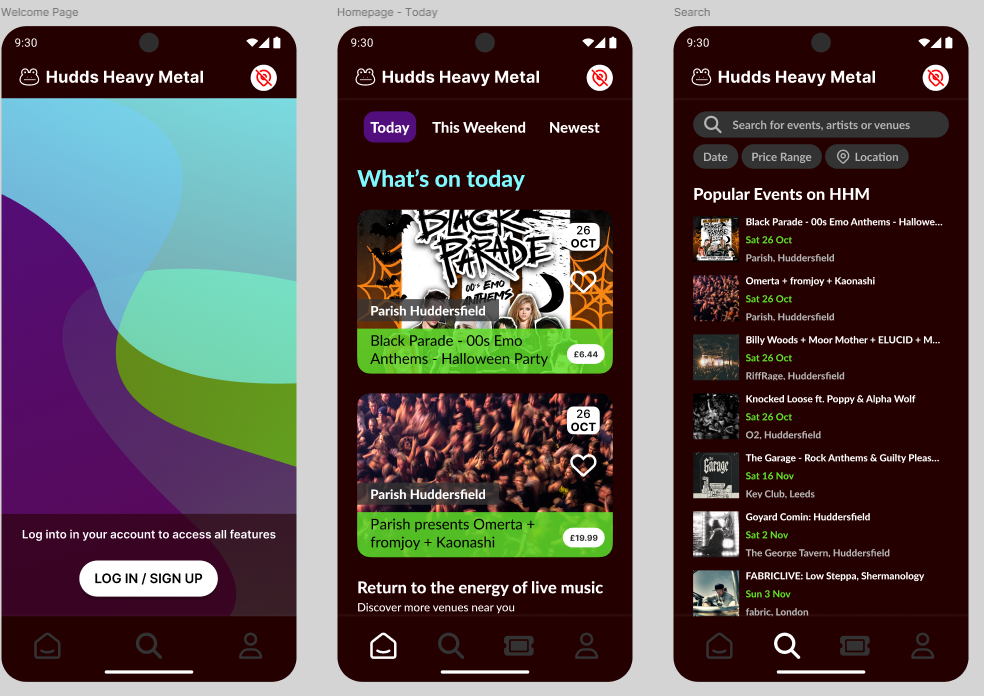 Welcome Page
9:30
Hudds Heavy Metal
Log into in your account to access all features
LOG IN / SIGN UP
Homepage - Today
9:30
Hudds Heavy Metal
Today
This Weekend
Newest
What's on today
BLACK
PARADE
00's EMO
ANTHEMS
26
OCT
Parish Huddersfield
Black Parade - 00s Emo
Anthems - Halloween Party
£6.44
26
OCT
Parish Huddersfield
Parish presents Omerta +
fromjoy + Kaonashi
£19.99
Return to the energy of live music
Discover more venues near you
Search
9:30
Hudds Heavy Metal
Search for events, artists or venues
Date
Price Range
Location
Popular Events on HHM
Black Parade - 00s Emo Anthems - Hallowe...
Sat 26 Oct
Parish, Huddersfield
Omerta + fromjoy + Kaonashi
Sat 26 Oct
Parish, Huddersfield
Billy Woods + Moor Mother + ELUCID + M...
Sat 26 Oct
RiffRage, Huddersfield
Knocked Loose ft. Poppy & Alpha Wolf
Sat 26 Oct
O2, Huddersfield
Garage
The Garage - Rock Anthems & Guilty Pleas...
Sat 16 Nov
Key Club, Leeds
Goyard Comin: Huddersfield
Sat 2 Nov
The George Tavern, Huddersfield
FABRICLIVE: Low Steppa, Shermanology
Sun 3 Nov
fabric, London